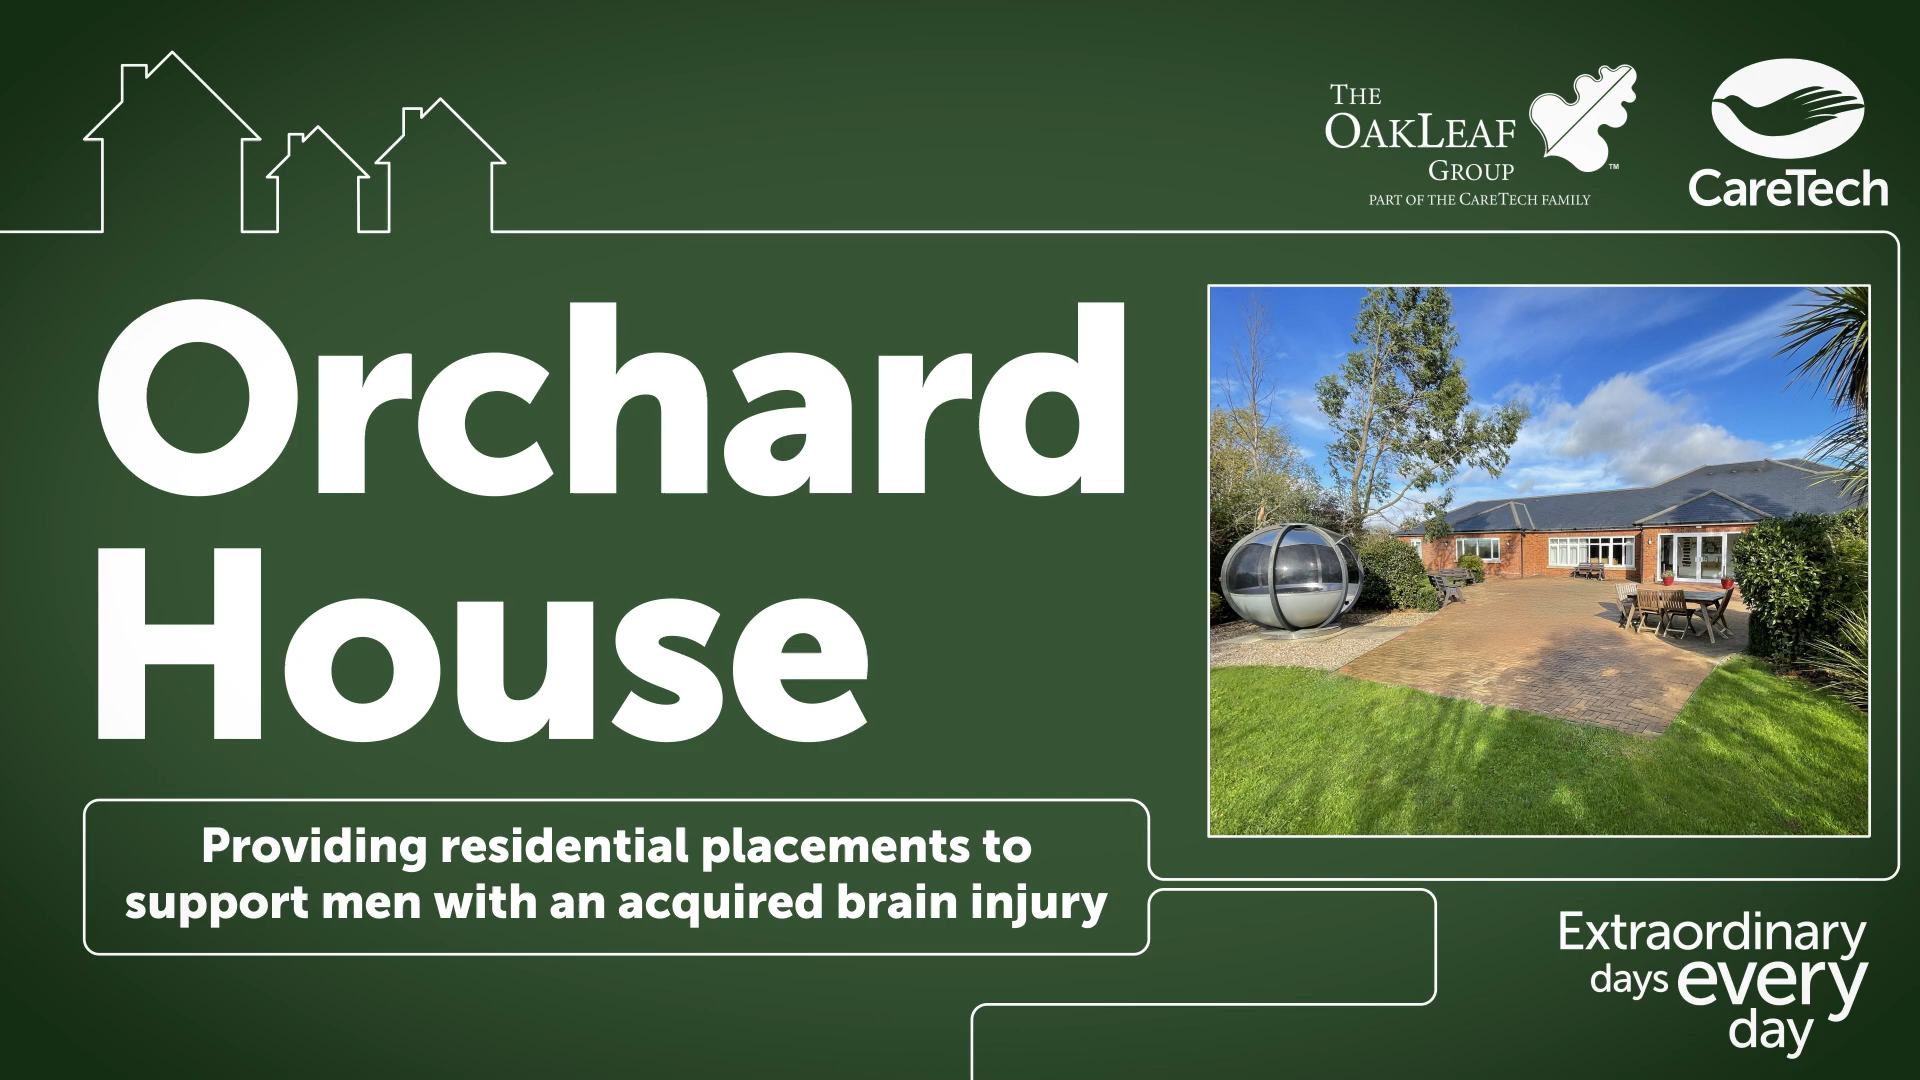 THE
OAKLEAF
GROUP
™
PART OF THE CARETECH FAMILY
CareTech
Orchard
House
Providing residential placements to
support men with an acquired brain injury
Extraordinary
days every
day